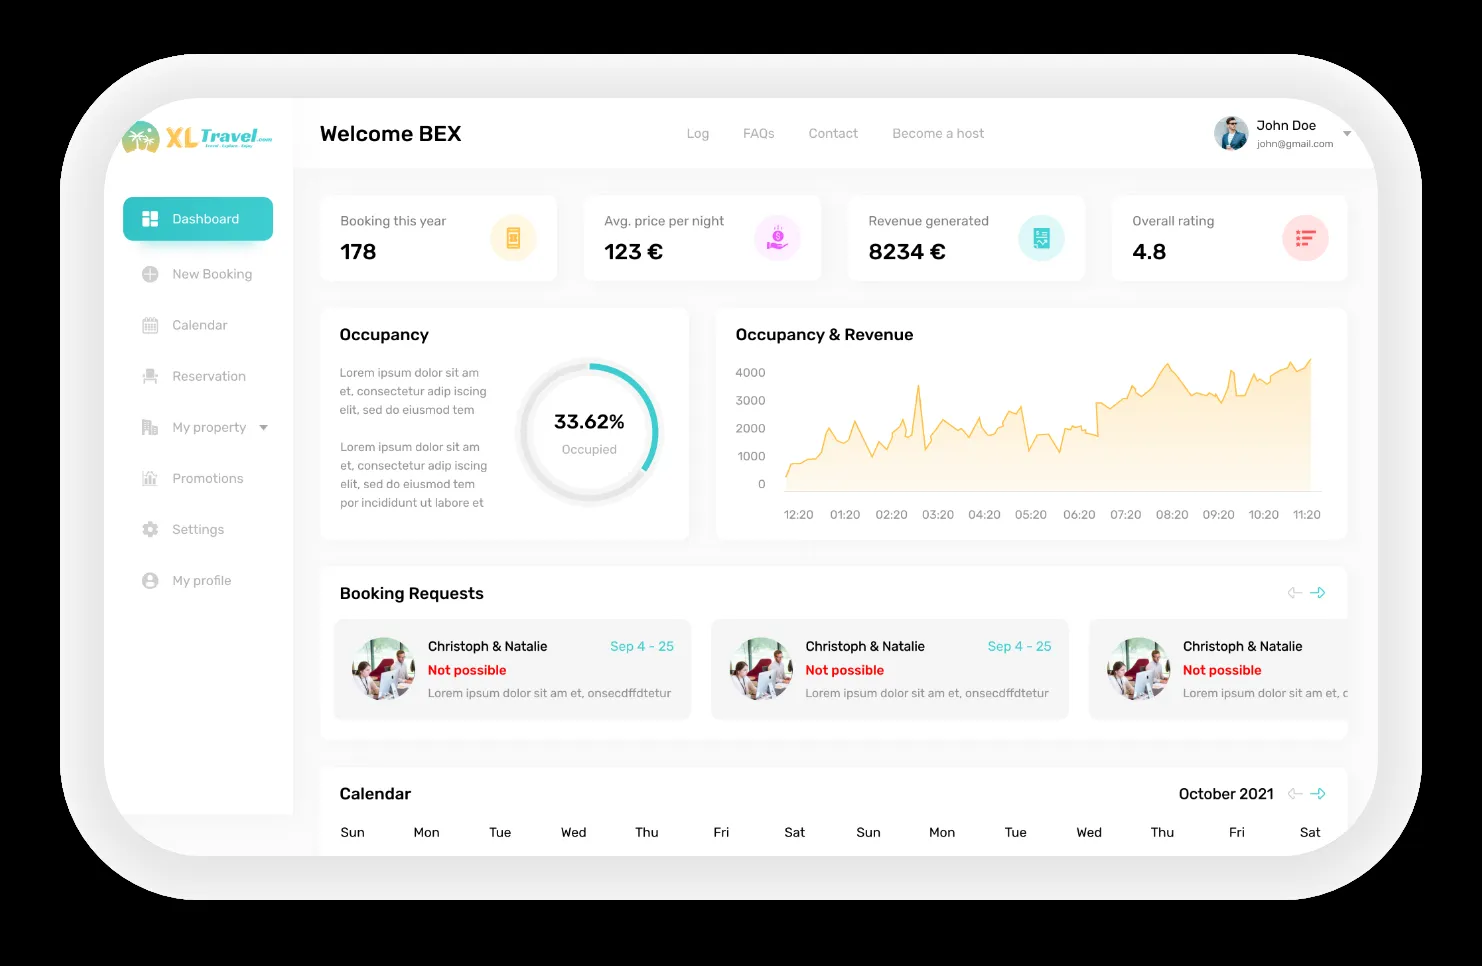 XL Travel.com
Welcome BEX
Log
FAQs
Contact
Become a host
John Doe
john@gmail.com
Dashboard
New Booking
Calendar
Reservation
My property
Promotions
Settings
My profile
Booking this year
178
Avg. price per night
123 €
Revenue generated
8234 €
Overall rating
4.8
Occupancy
Lorem ipsum dolor sit am
et, consectetur adip iscing
elit, sed do eiusmod tem
Lorem ipsum dolor sit am
et, consectetur adip iscing
elit, sed do eiusmod tem
por incididunt ut labore et
33.62%
Occupied
Occupancy & Revenue
4000
3000
2000
1000
0
12:20 01:20 02:20 03:20 04:20 05:20 06:20 07:20 08:20 09:20 10:20 11:20
Booking Requests
Christoph & Natalie
Sep 4 - 25
Not possible
Lorem ipsum dolor sit am et, onsecdffdtetur
Christoph & Natalie
Sep 4 - 25
Not possible
Lorem ipsum dolor sit am et, onsecdffdtetur
Christoph & Natalie
Not possible
Lorem ipsum dolor sit am et, c
Calendar
October 2021
Sun Mon Tue Wed Thu Fri Sat Sun Mon Tue Wed Thu Fri Sat